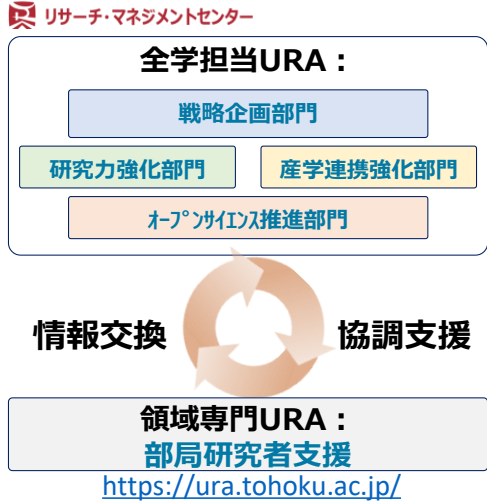 リサーチ・マネジメントセンター
全学担当URA：
戦略企画部門
研究力強化部門 産学連携強化部門
ｵｰﾌﾟﾝｻｲｴﾝｽ推進部門
情報交換 協調支援
領域専門URA：
部局研究者支援
https://ura.tohoku.ac.jp/